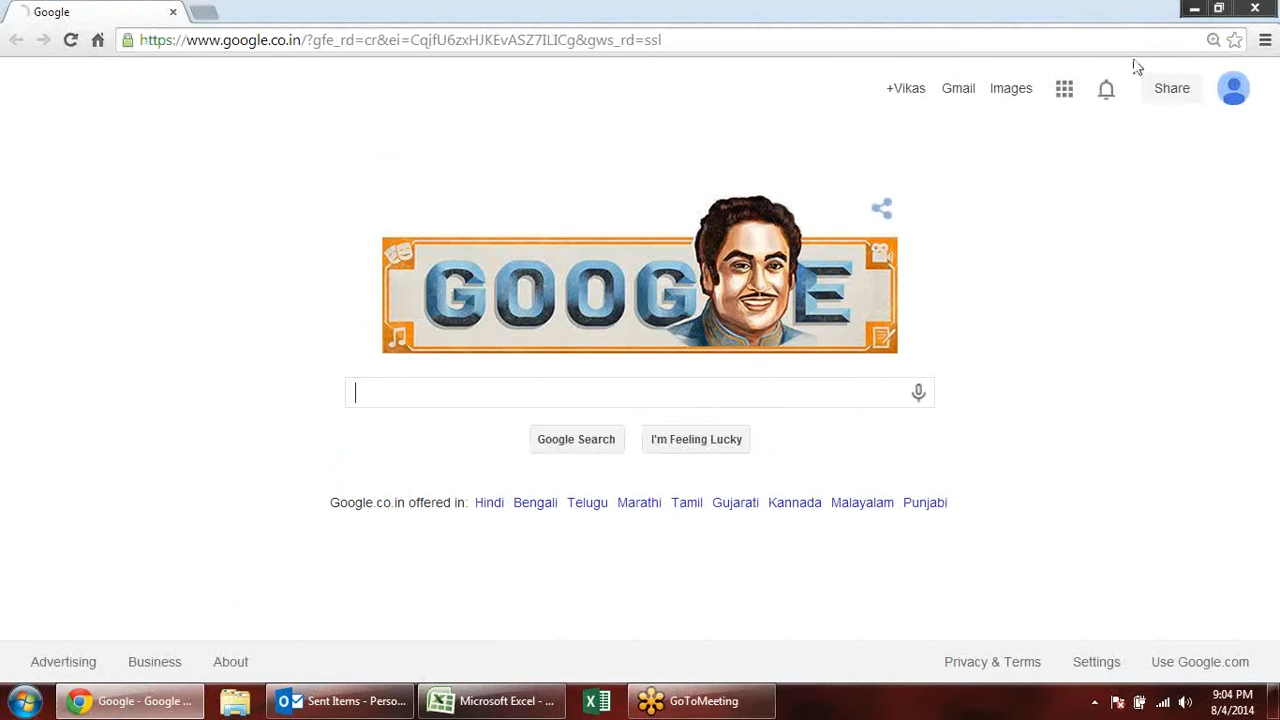 Google
https://www.google.co.in/?gfe_rd=cr&ei=CqjfU6zxHJKEvASZ7ILICg&gws_rd=ssl
+Vikas Gmail Images Share
GOOGLE
Google Search I'm Feeling Lucky
Google.co.in offered in: Hindi Bengali Telugu Marathi Tamil Gujarati Kannada Malayalam Punjabi
Advertising Business About Privacy & Terms Settings Use Google.com
Google - Google ... Sent Items - Perso... Microsoft Excel - ... GoToMeeting
9:04 PM
8/4/2014